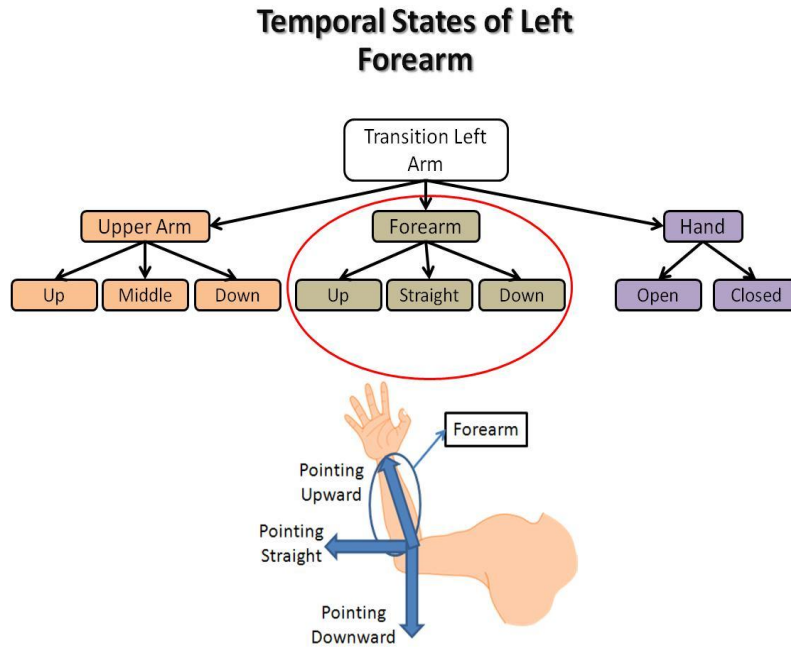 Temporal States of Left
Forearm
Transition Left
Arm
Upper Arm
Forearm
Hand
Up
Middle
Down
Up
Straight
Down
Open
Closed
Forearm
Pointing
Upward
Pointing
Straight
Pointing
Downward